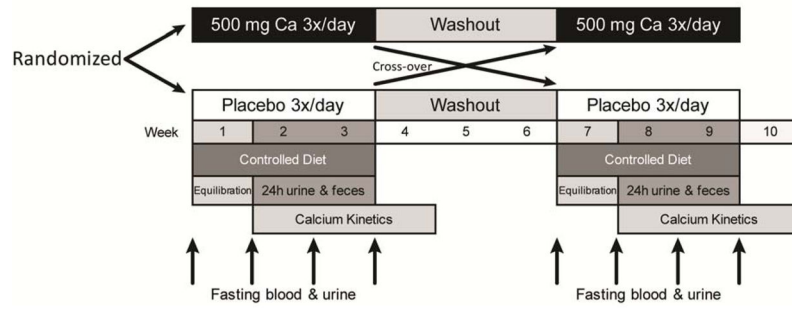 500 mg Ca 3x/day Washout 500 mg Ca 3x/day
Randomized
Cross-over
Placebo 3x/day Washout Placebo 3x/day
Week 1 2 3 4 5 6 7 8 9 10
Controlled Diet Controlled Diet
Equilibration 24h urine & feces Equilibration 24h urine & feces
Calcium Kinetics Calcium Kinetics
Fasting blood & urine Fasting blood & urine